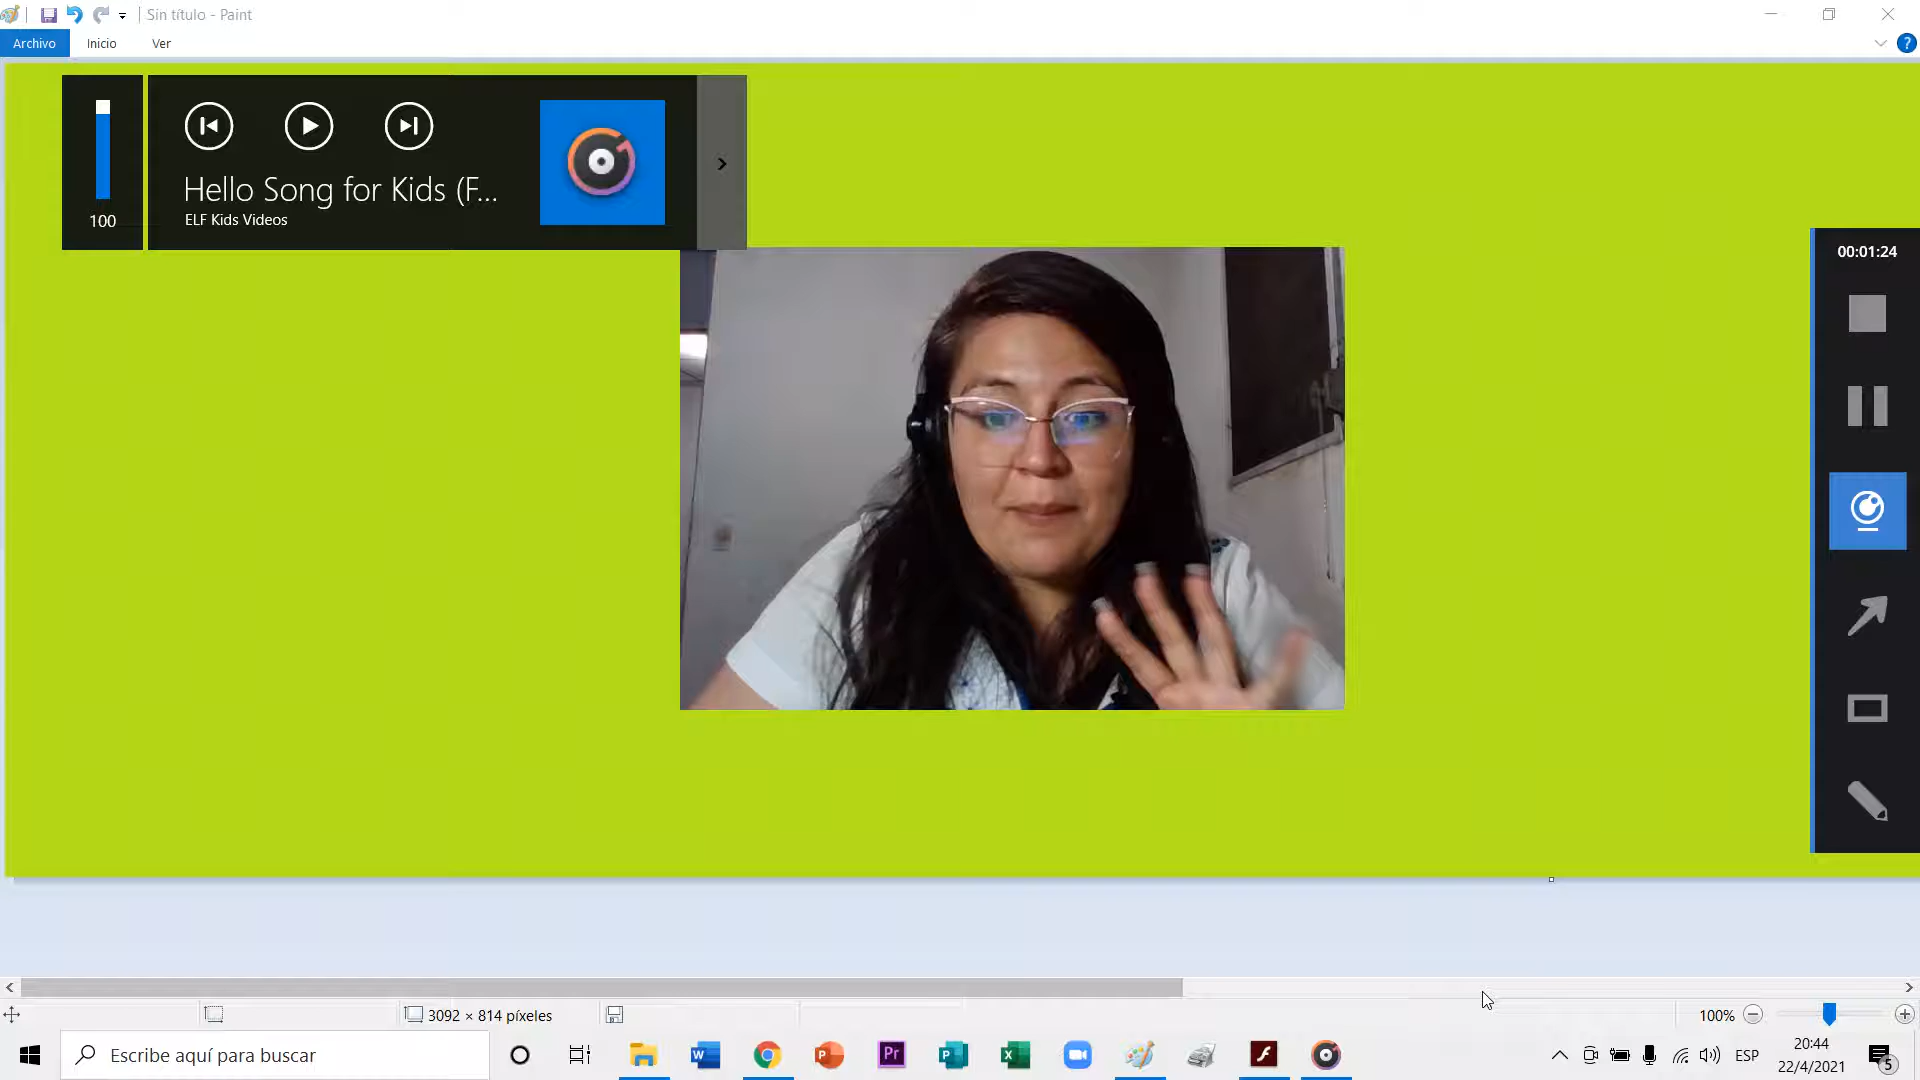 Sin título - Paint
Archivo Inicio Ver
Hello Song for Kids (F...
ELF Kids Videos
100
00:01:24
3092 × 814 píxeles
100%
Escribe aquí para buscar
ESP
20:44
22/4/2021
5